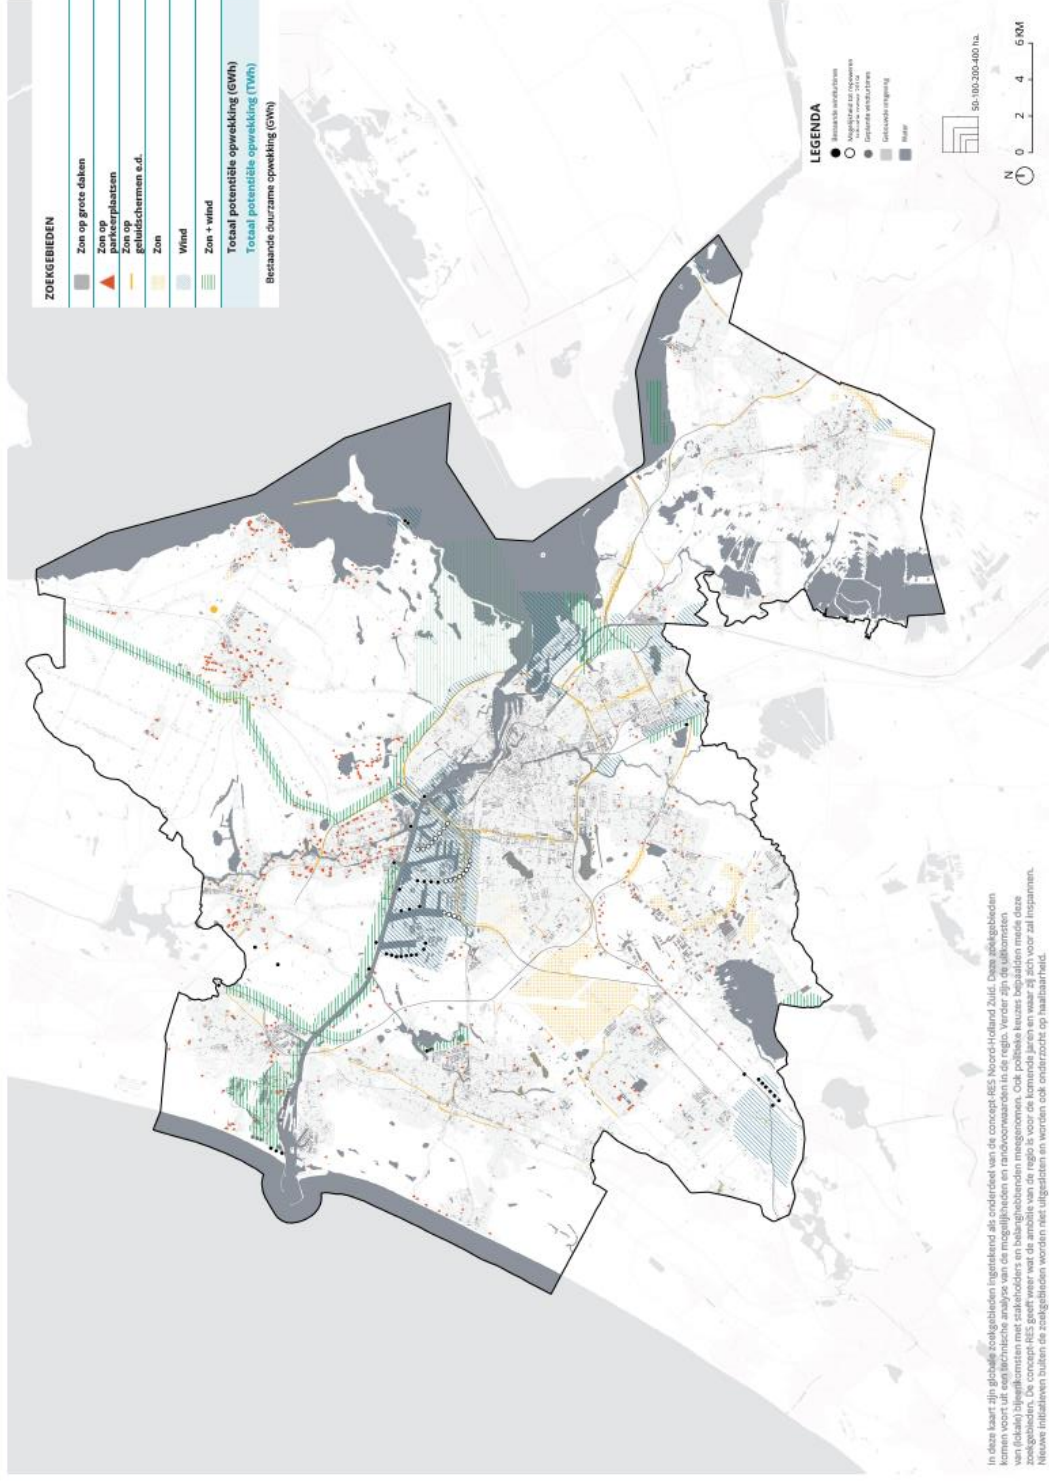 ZOEKGEBIEDEN
Zon op grote daken
Zon op
parkeerplaatsen
Zon op
geluidschermen e.d.
Zon
Wind
Zon + wind
Totaal potentiële opwekking (GWh)
Totaal potentiële opwekking (TWh)
Bestaande duurzame opwekking (GWh)
LEGENDA
Bestaande windturbines
Mogelijkheid tot repoweren
Geplande windturbines
Gebouwde omgeving
Water
50-100-200-400 ha.
N
0 2 4 6 KM
In deze kaart zijn globale zoekgebieden ingetekend als onderdeel van de concept-RES Noord-Holland Zuid. Deze zoekgebieden
komen voort uit een technische analyse van de mogelijkheden en randvoorwaarden in de regio. Verder zijn de uitkomsten
van (lokale) bijeenkomsten met stakeholders en belanghebbenden meegenomen. Ook politieke keuzes bepaalden mede deze
zoekgebieden. De concept-RES geeft weer wat de ambitie van de regio is voor de komende jaren en waar zij zich voor zal inspannen.
Nieuwe initiatieven buiten de zoekgebieden worden niet uitgesloten en worden ook onderzocht op haalbaarheid.